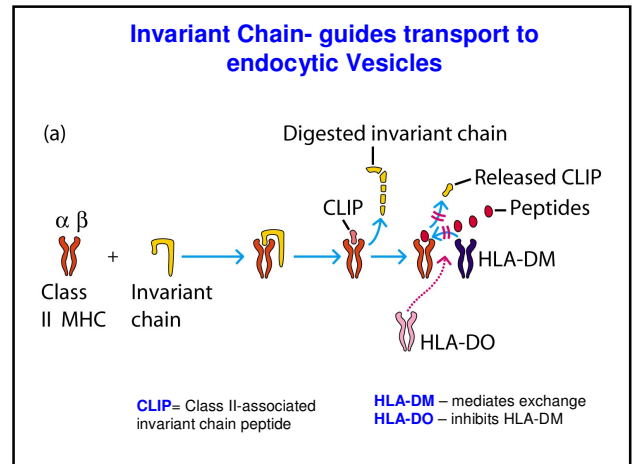 Invariant Chain- guides transport to
endocytic Vesicles
(a)
Digested invariant chain
Released CLIP
CLIP
Peptides
α β
+
HLA-DM
Class
II MHC
Invariant
chain
HLA-DO
CLIP= Class II-associated
invariant chain peptide
HLA-DM – mediates exchange
HLA-DO – inhibits HLA-DM